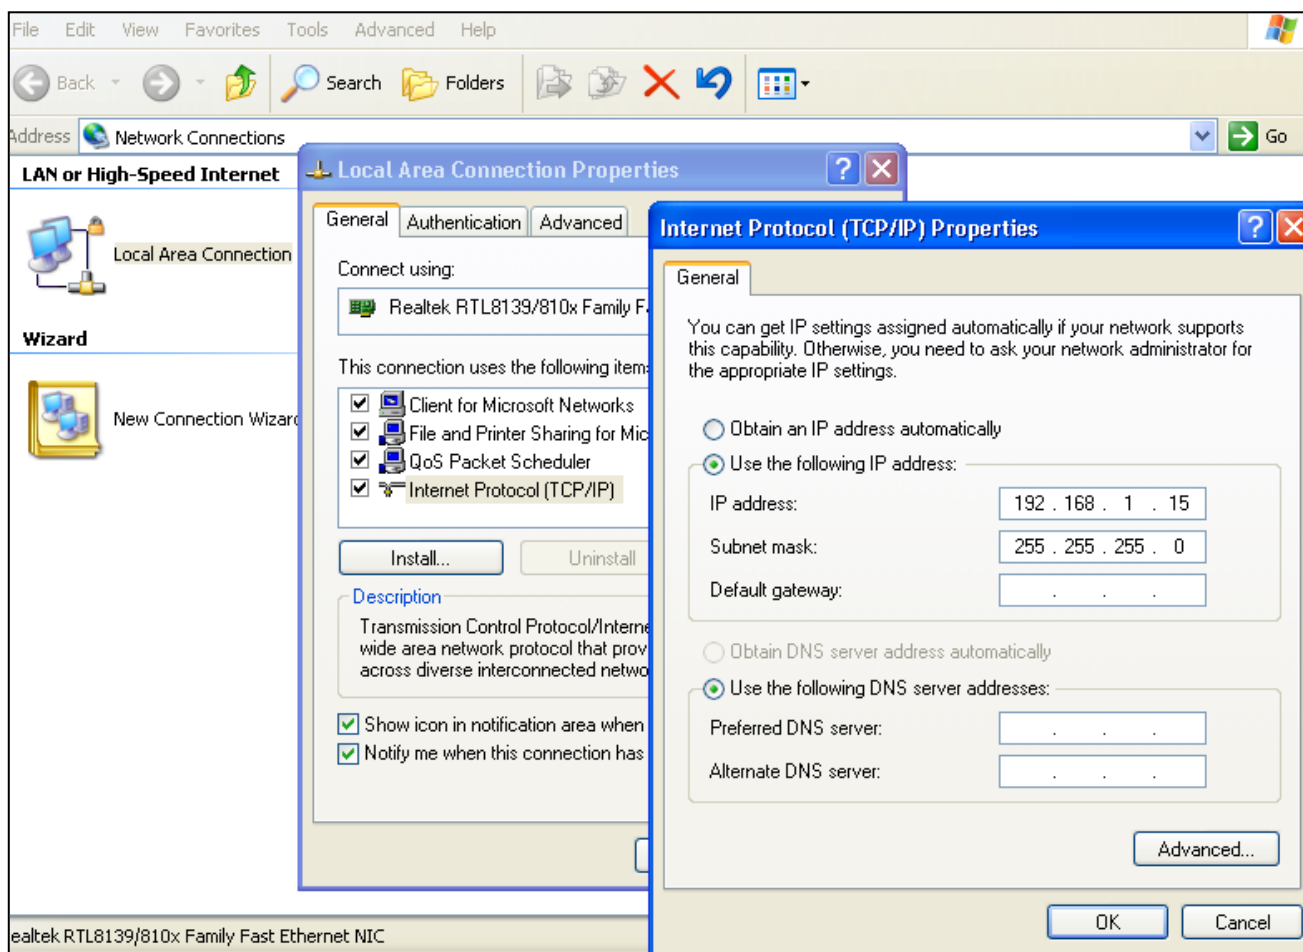 File Edit View Favorites Tools Advanced Help
Back Search Folders
Address Network Connections Go
LAN or High-Speed Internet
Local Area Connection
Wizard
New Connection Wizard
Local Area Connection Properties
General Authentication Advanced
Connect using:
Realtek RTL8139/810x Family F
This connection uses the following items
Client for Microsoft Networks
File and Printer Sharing for Mic
QoS Packet Scheduler
Internet Protocol (TCP/IP)
Install... Uninstall
Description
Transmission Control Protocol/Interne
wide area network protocol that prov
across diverse interconnected netwo
Show icon in notification area when
Notify me when this connection has
Internet Protocol (TCP/IP) Properties
General
You can get IP settings assigned automatically if your network supports
this capability. Otherwise, you need to ask your network administrator for
the appropriate IP settings.
Obtain an IP address automatically
Use the following IP address:
IP address: 192 . 168 . 1 . 15
Subnet mask: 255 . 255 . 255 . 0
Default gateway: . . .
Obtain DNS server address automatically
Use the following DNS server addresses:
Preferred DNS server: . . .
Alternate DNS server: . . .
Advanced...
OK Cancel
ealtek RTL8139/810x Family Fast Ethernet NIC